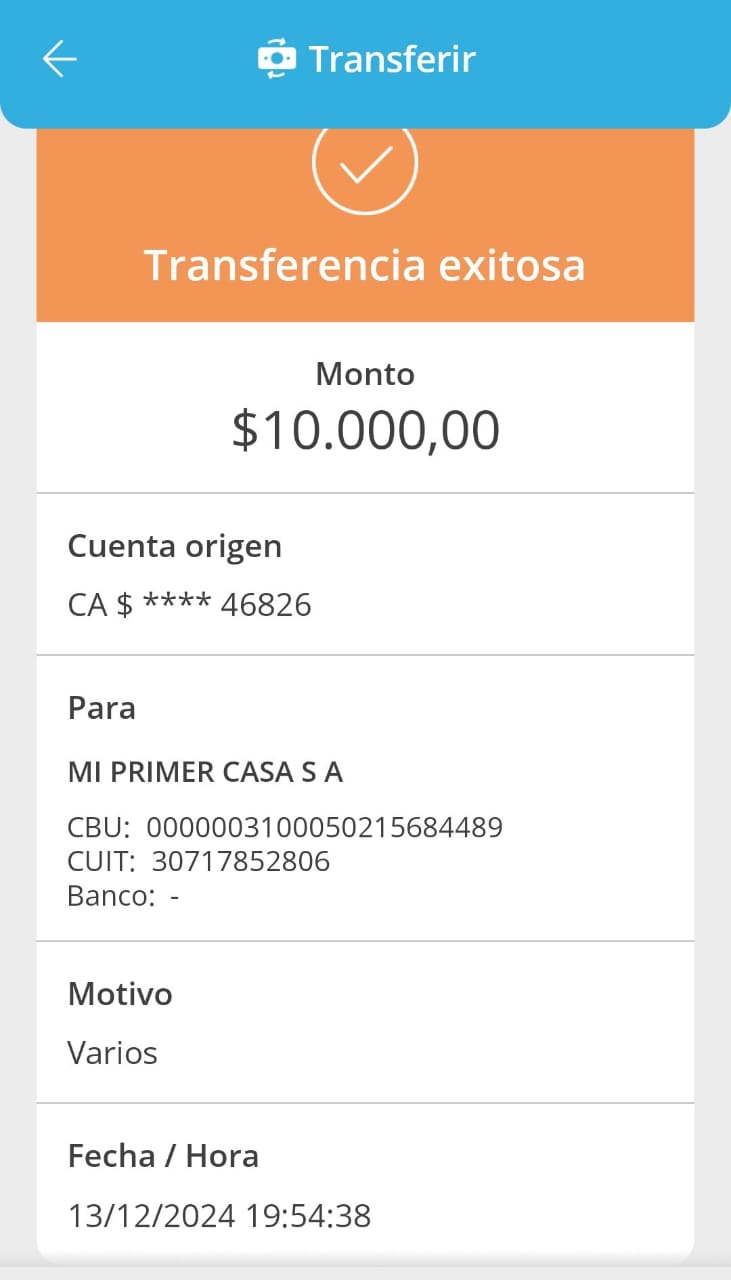 Transferir
Transferencia exitosa
Monto
$10.000,00
Cuenta origen
CA $ **** 46826
Para
MI PRIMER CASA S A
CBU: 0000003100050215684489
CUIT: 30717852806
Banco: -
Motivo
Varios
Fecha / Hora
13/12/2024 19:54:38